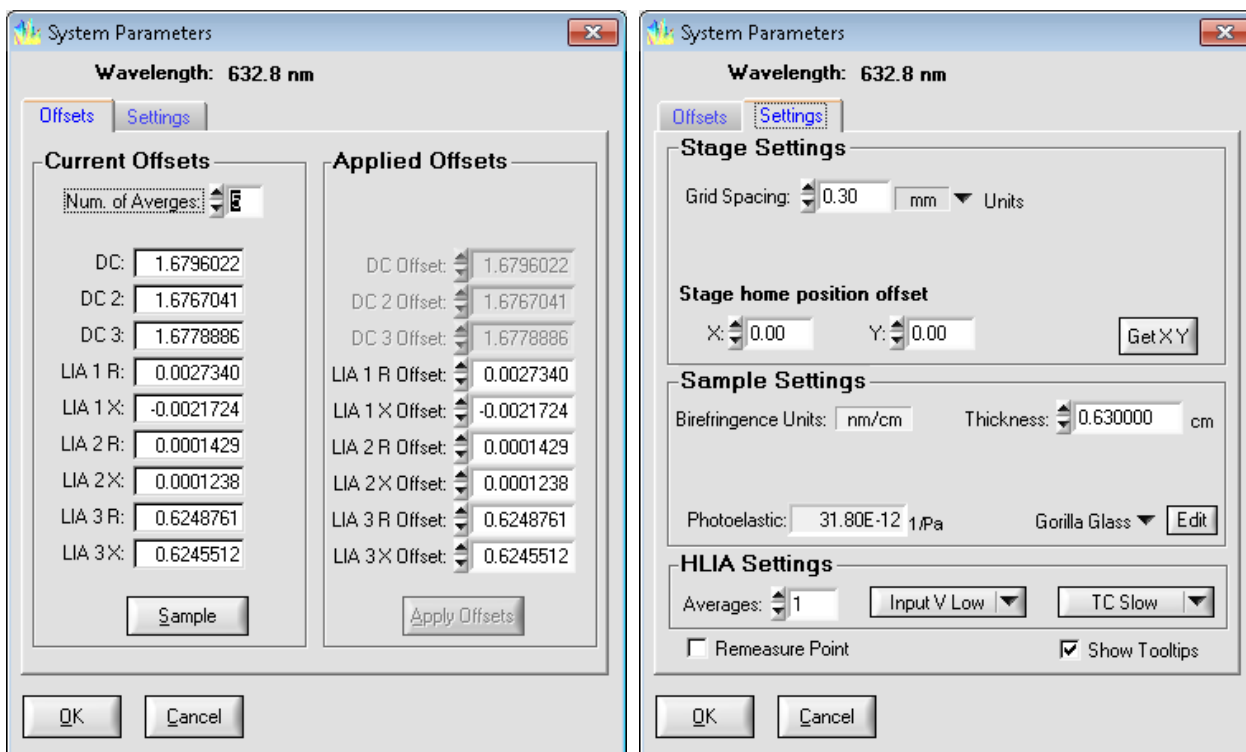 System Parameters
Wavelength: 632.8 nm
Offsets Settings
Current Offsets
Num. of Averges:
DC: 1.6796022
DC 2: 1.6767041
DC 3: 1.6778886
LIA 1 R: 0.0027340
LIA 1 X: -0.0021724
LIA 2 R: 0.0001429
LIA 2 X: 0.0001238
LIA 3 R: 0.6248761
LIA 3 X: 0.6245512
Sample
Applied Offsets
DC Offset: 1.6796022
DC 2 Offset: 1.6767041
DC 3 Offset: 1.6778886
LIA 1 R Offset: 0.0027340
LIA 1 X Offset: -0.0021724
LIA 2 R Offset: 0.0001429
LIA 2 X Offset: 0.0001238
LIA 3 R Offset: 0.6248761
LIA 3 X Offset: 0.6245512
Apply Offsets
OK Cancel
System Parameters
Wavelength: 632.8 nm
Offsets Settings
Stage Settings
Grid Spacing: 0.30 mm Units
Stage home position offset
X: 0.00 Y: 0.00 Get X Y
Sample Settings
Birefringence Units: nm/cm Thickness: 0.630000 cm
Photoelastic: 31.80E-12 1/Pa Gorilla Glass Edit
HLIA Settings
Averages: 1 Input V Low TC Slow
Remeasure Point Show Tooltips
OK Cancel